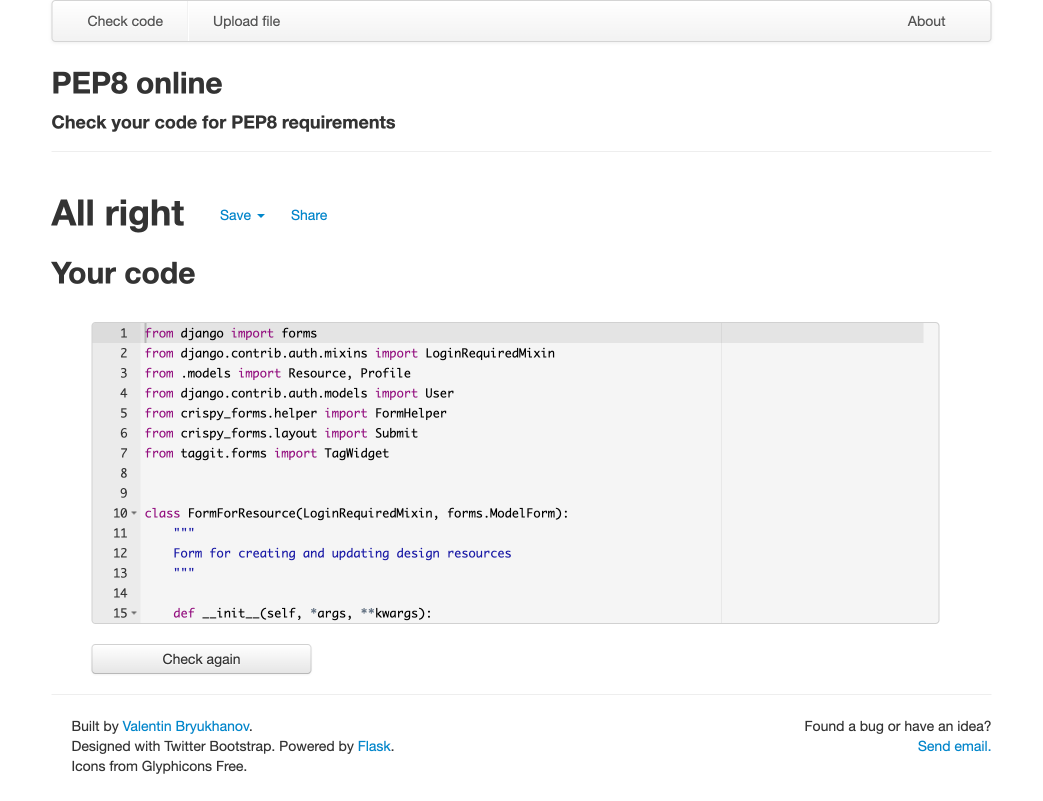 Check code Upload file About
PEP8 online
Check your code for PEP8 requirements
All right Save Share
Your code
1 from django import forms
2 from django.contrib.auth.mixins import LoginRequiredMixin
3 from .models import Resource, Profile
4 from django.contrib.auth.models import User
5 from crispy_forms.helper import FormHelper
6 from crispy_forms.layout import Submit
7 from taggit.forms import TagWidget
8
9
10 class FormForResource(LoginRequiredMixin, forms.ModelForm):
11     """
12     Form for creating and updating design resources
13     """
14
15     def __init__(self, *args, **kwargs):
Check again
Built by Valentin Bryukhanov. Found a bug or have an idea?
Designed with Twitter Bootstrap. Powered by Flask. Send email.
Icons from Glyphicons Free.